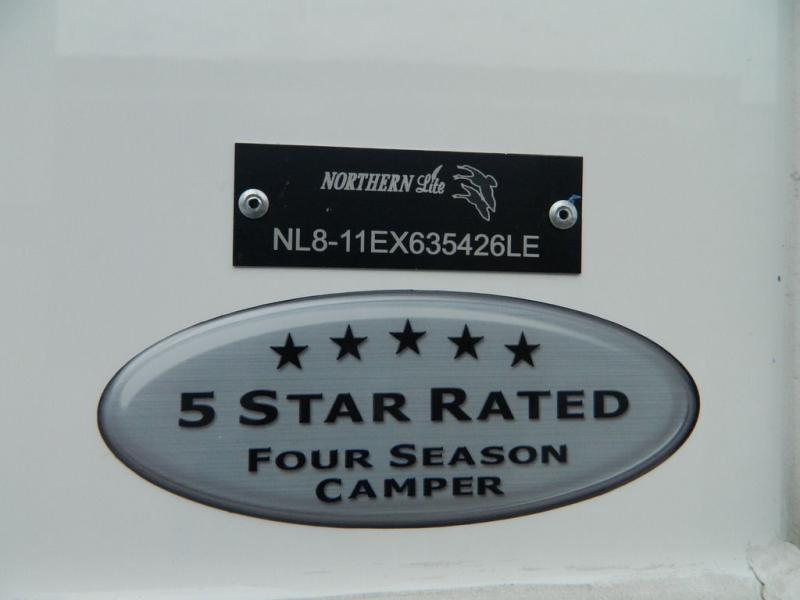 NORTHERN Lite
NL8-11EX635426LE
5 STAR RATED
FOUR SEASON
CAMPER